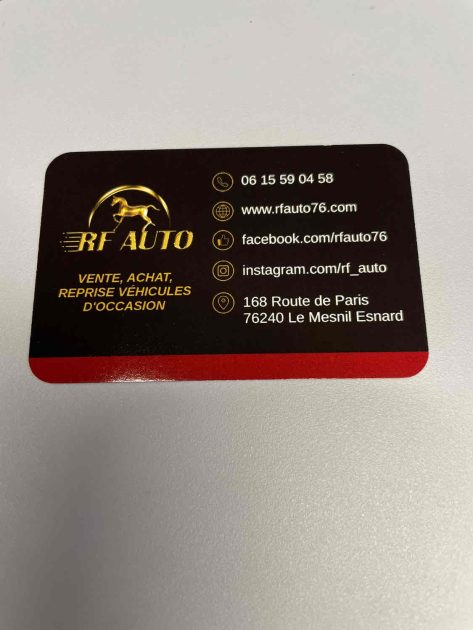 RF AUTO
VENTE, ACHAT,
REPRISE VÉHICULES
D'OCCASION
06 15 59 04 58
www.rfauto76.com
facebook.com/rfauto76
instagram.com/rf_auto
168 Route de Paris
76240 Le Mesnil Esnard